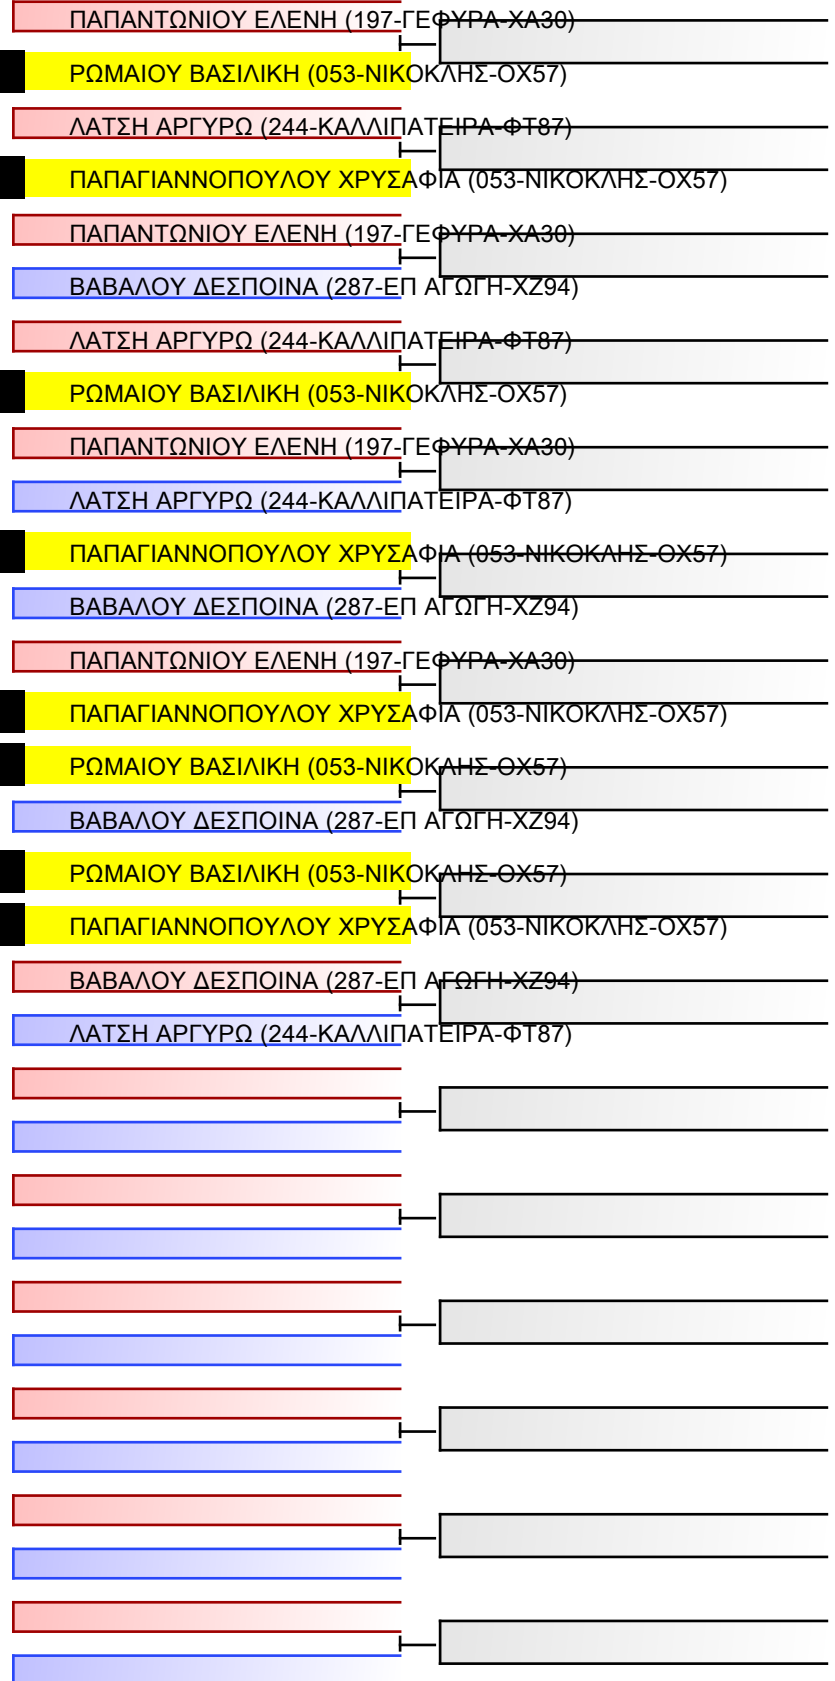 ΠΑΠΑΝΤΩΝΙΟΥ ΕΛΕΝΗ (197-ΓΕΦΥΡΑ-ΧΑ30)
ΡΩΜΑΙΟΥ ΒΑΣΙΛΙΚΗ (053-ΝΙΚΟΚΛΗΣ-ΟΧ57)
ΛΑΤΣΗ ΑΡΓΥΡΩ (244-ΚΑΛΛΙΠΑΤΕΙΡΑ-ΦΤ87)
ΠΑΠΑΓΙΑΝΝΟΠΟΥΛΟΥ ΧΡΥΣΑΦΙΑ (053-ΝΙΚΟΚΛΗΣ-ΟΧ57)
ΠΑΠΑΝΤΩΝΙΟΥ ΕΛΕΝΗ (197-ΓΕΦΥΡΑ-ΧΑ30)
ΒΑΒΑΛΟΥ ΔΕΣΠΟΙΝΑ (287-ΕΠ ΑΓΩΓΗ-ΧΖ94)
ΛΑΤΣΗ ΑΡΓΥΡΩ (244-ΚΑΛΛΙΠΑΤΕΙΡΑ-ΦΤ87)
ΡΩΜΑΙΟΥ ΒΑΣΙΛΙΚΗ (053-ΝΙΚΟΚΛΗΣ-ΟΧ57)
ΠΑΠΑΝΤΩΝΙΟΥ ΕΛΕΝΗ (197-ΓΕΦΥΡΑ-ΧΑ30)
ΛΑΤΣΗ ΑΡΓΥΡΩ (244-ΚΑΛΛΙΠΑΤΕΙΡΑ-ΦΤ87)
ΠΑΠΑΓΙΑΝΝΟΠΟΥΛΟΥ ΧΡΥΣΑΦΙΑ (053-ΝΙΚΟΚΛΗΣ-ΟΧ57)
ΒΑΒΑΛΟΥ ΔΕΣΠΟΙΝΑ (287-ΕΠ ΑΓΩΓΗ-ΧΖ94)
ΠΑΠΑΝΤΩΝΙΟΥ ΕΛΕΝΗ (197-ΓΕΦΥΡΑ-ΧΑ30)
ΠΑΠΑΓΙΑΝΝΟΠΟΥΛΟΥ ΧΡΥΣΑΦΙΑ (053-ΝΙΚΟΚΛΗΣ-ΟΧ57)
ΡΩΜΑΙΟΥ ΒΑΣΙΛΙΚΗ (053-ΝΙΚΟΚΛΗΣ-ΟΧ57)
ΒΑΒΑΛΟΥ ΔΕΣΠΟΙΝΑ (287-ΕΠ ΑΓΩΓΗ-ΧΖ94)
ΡΩΜΑΙΟΥ ΒΑΣΙΛΙΚΗ (053-ΝΙΚΟΚΛΗΣ-ΟΧ57)
ΠΑΠΑΓΙΑΝΝΟΠΟΥΛΟΥ ΧΡΥΣΑΦΙΑ (053-ΝΙΚΟΚΛΗΣ-ΟΧ57)
ΒΑΒΑΛΟΥ ΔΕΣΠΟΙΝΑ (287-ΕΠ ΑΓΩΓΗ-ΧΖ94)
ΛΑΤΣΗ ΑΡΓΥΡΩ (244-ΚΑΛΛΙΠΑΤΕΙΡΑ-ΦΤ87)